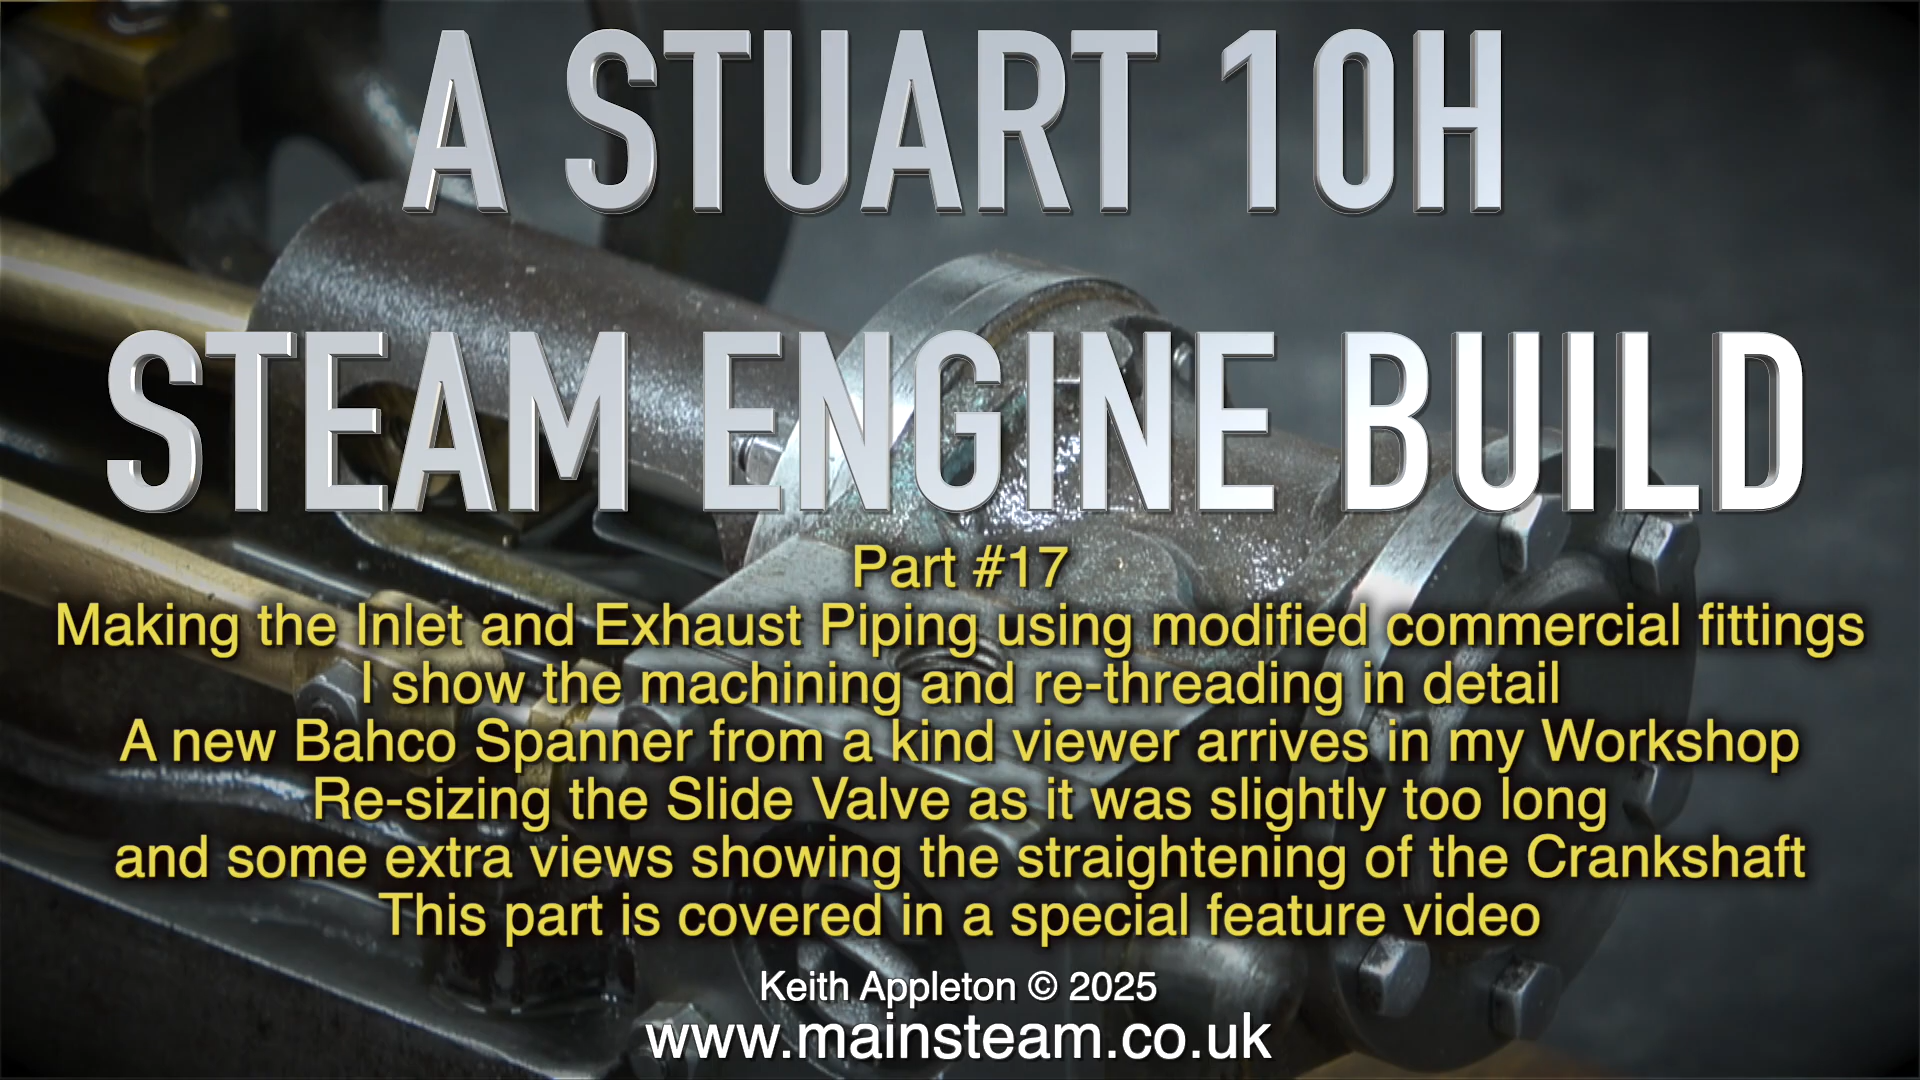 A STUART 10H
STEAM ENGINE BUILD
Part #17
Making the Inlet and Exhaust Piping using modified commercial fittings
I show the machining and re-threading in detail
A new Bahco Spanner from a kind viewer arrives in my Workshop
Re-sizing the Slide Valve as it was slightly too long
and some extra views showing the straightening of the Crankshaft
This part is covered in a special feature video
Keith Appleton © 2025
www.mainsteam.co.uk